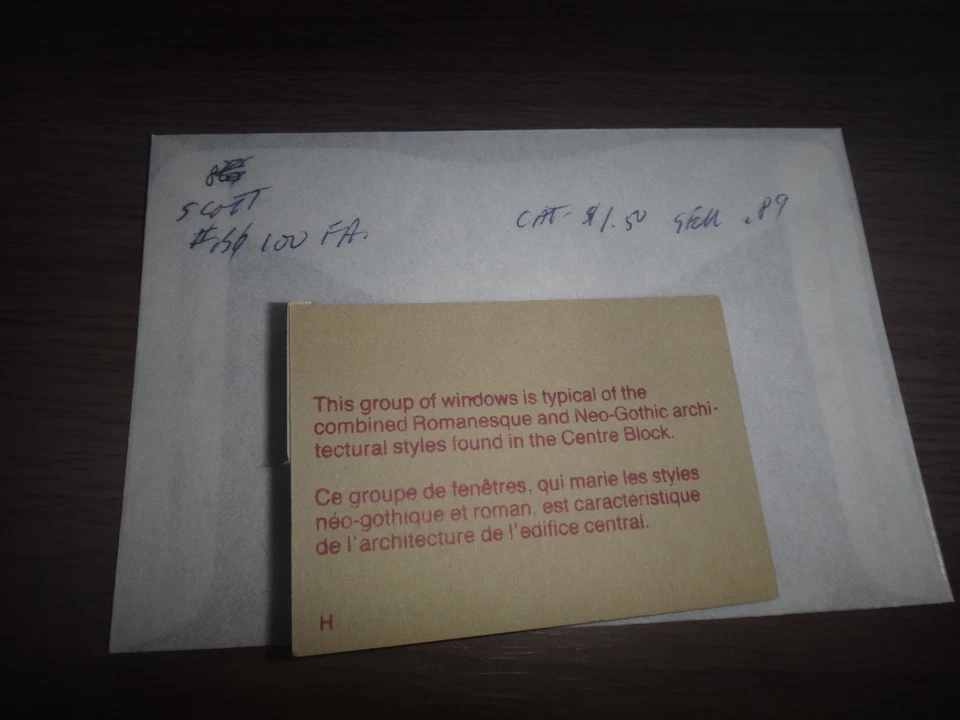 SCOTT
# 100 FA.
CAT- $1.50 SELL .89
This group of windows is typical of the
combined Romanesque and Neo-Gothic archi-
tectural styles found in the Centre Block.
Ce groupe de fenêtres, qui marie les styles
néo-gothique et roman, est caractéristique
de l'architecture de l'édifice central.
H